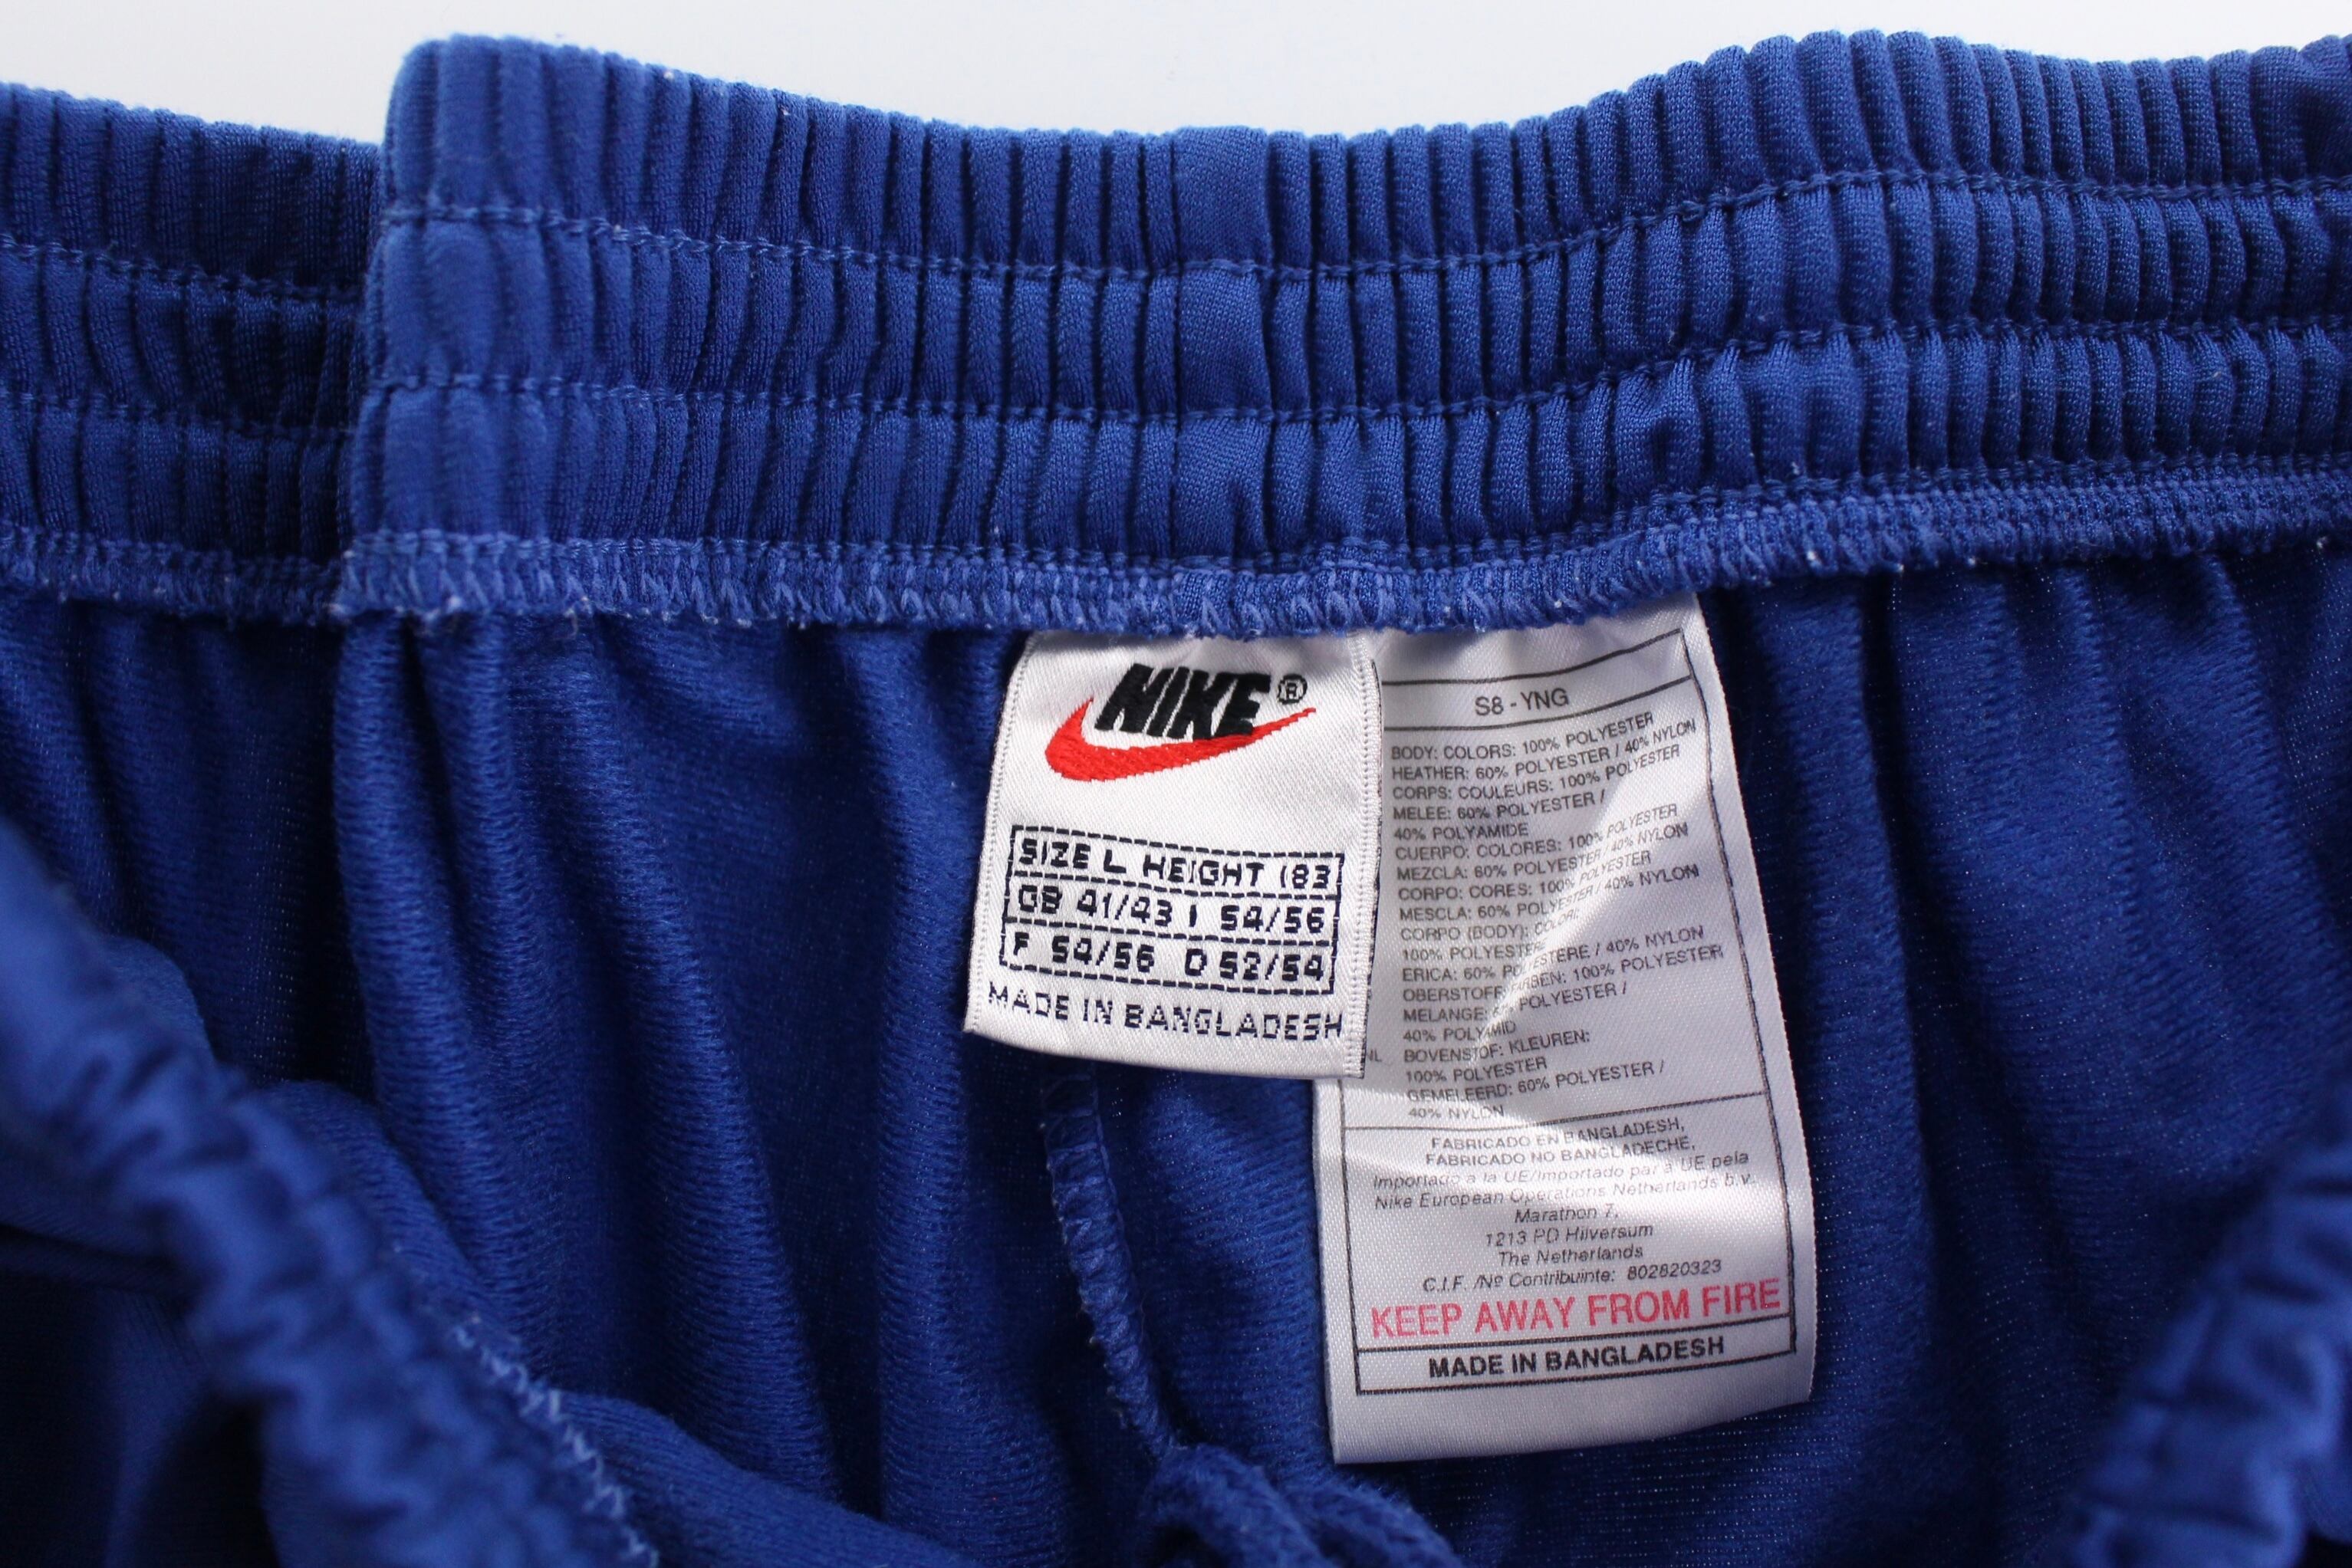 NIKE®
SIZE L HEIGHT 183
GB 41/43 I 54/56
F 54/56 D 52/54
MADE IN BANGLADESH
S8 - YNG
BODY: COLORS: 100% POLYESTER
HEATHER: 60% POLYESTER / 40% NYLON
CORPS: COULEURS: 100% POLYESTER
MELEE: 60% POLYESTER /
40% POLYAMIDE
CUERPO: COLORES: 100% POLYESTER
MEZCLA: 60% POLYESTER / 40% NYLON
CORPO: CORES: 100% POLYESTER
MESCLA: 60% POLYESTER / 40% NYLON
CORPO (BODY): COLORI:
100% POLYESTERE
ERICA: 60% POLIESTERE / 40% NYLON
OBERSTOFF: FARBEN: 100% POLYESTER
MELANGE: POLYESTER /
40% POLYAMID
NL BOVENSTOF: KLEUREN:
100% POLYESTER
GEMELEERD: 60% POLYESTER /
40% NYLON
FABRICADO EN BANGLADESH,
FABRICADO NO BANGLADECHE,
Importado a la UE/Importado par a UE pela
Nike European Operations Netherlands b.v.
Marathon 7,
1213 PD Hilversum
The Netherlands
C.I.F. /Nº Contribuinte: 802820323
KEEP AWAY FROM FIRE
MADE IN BANGLADESH